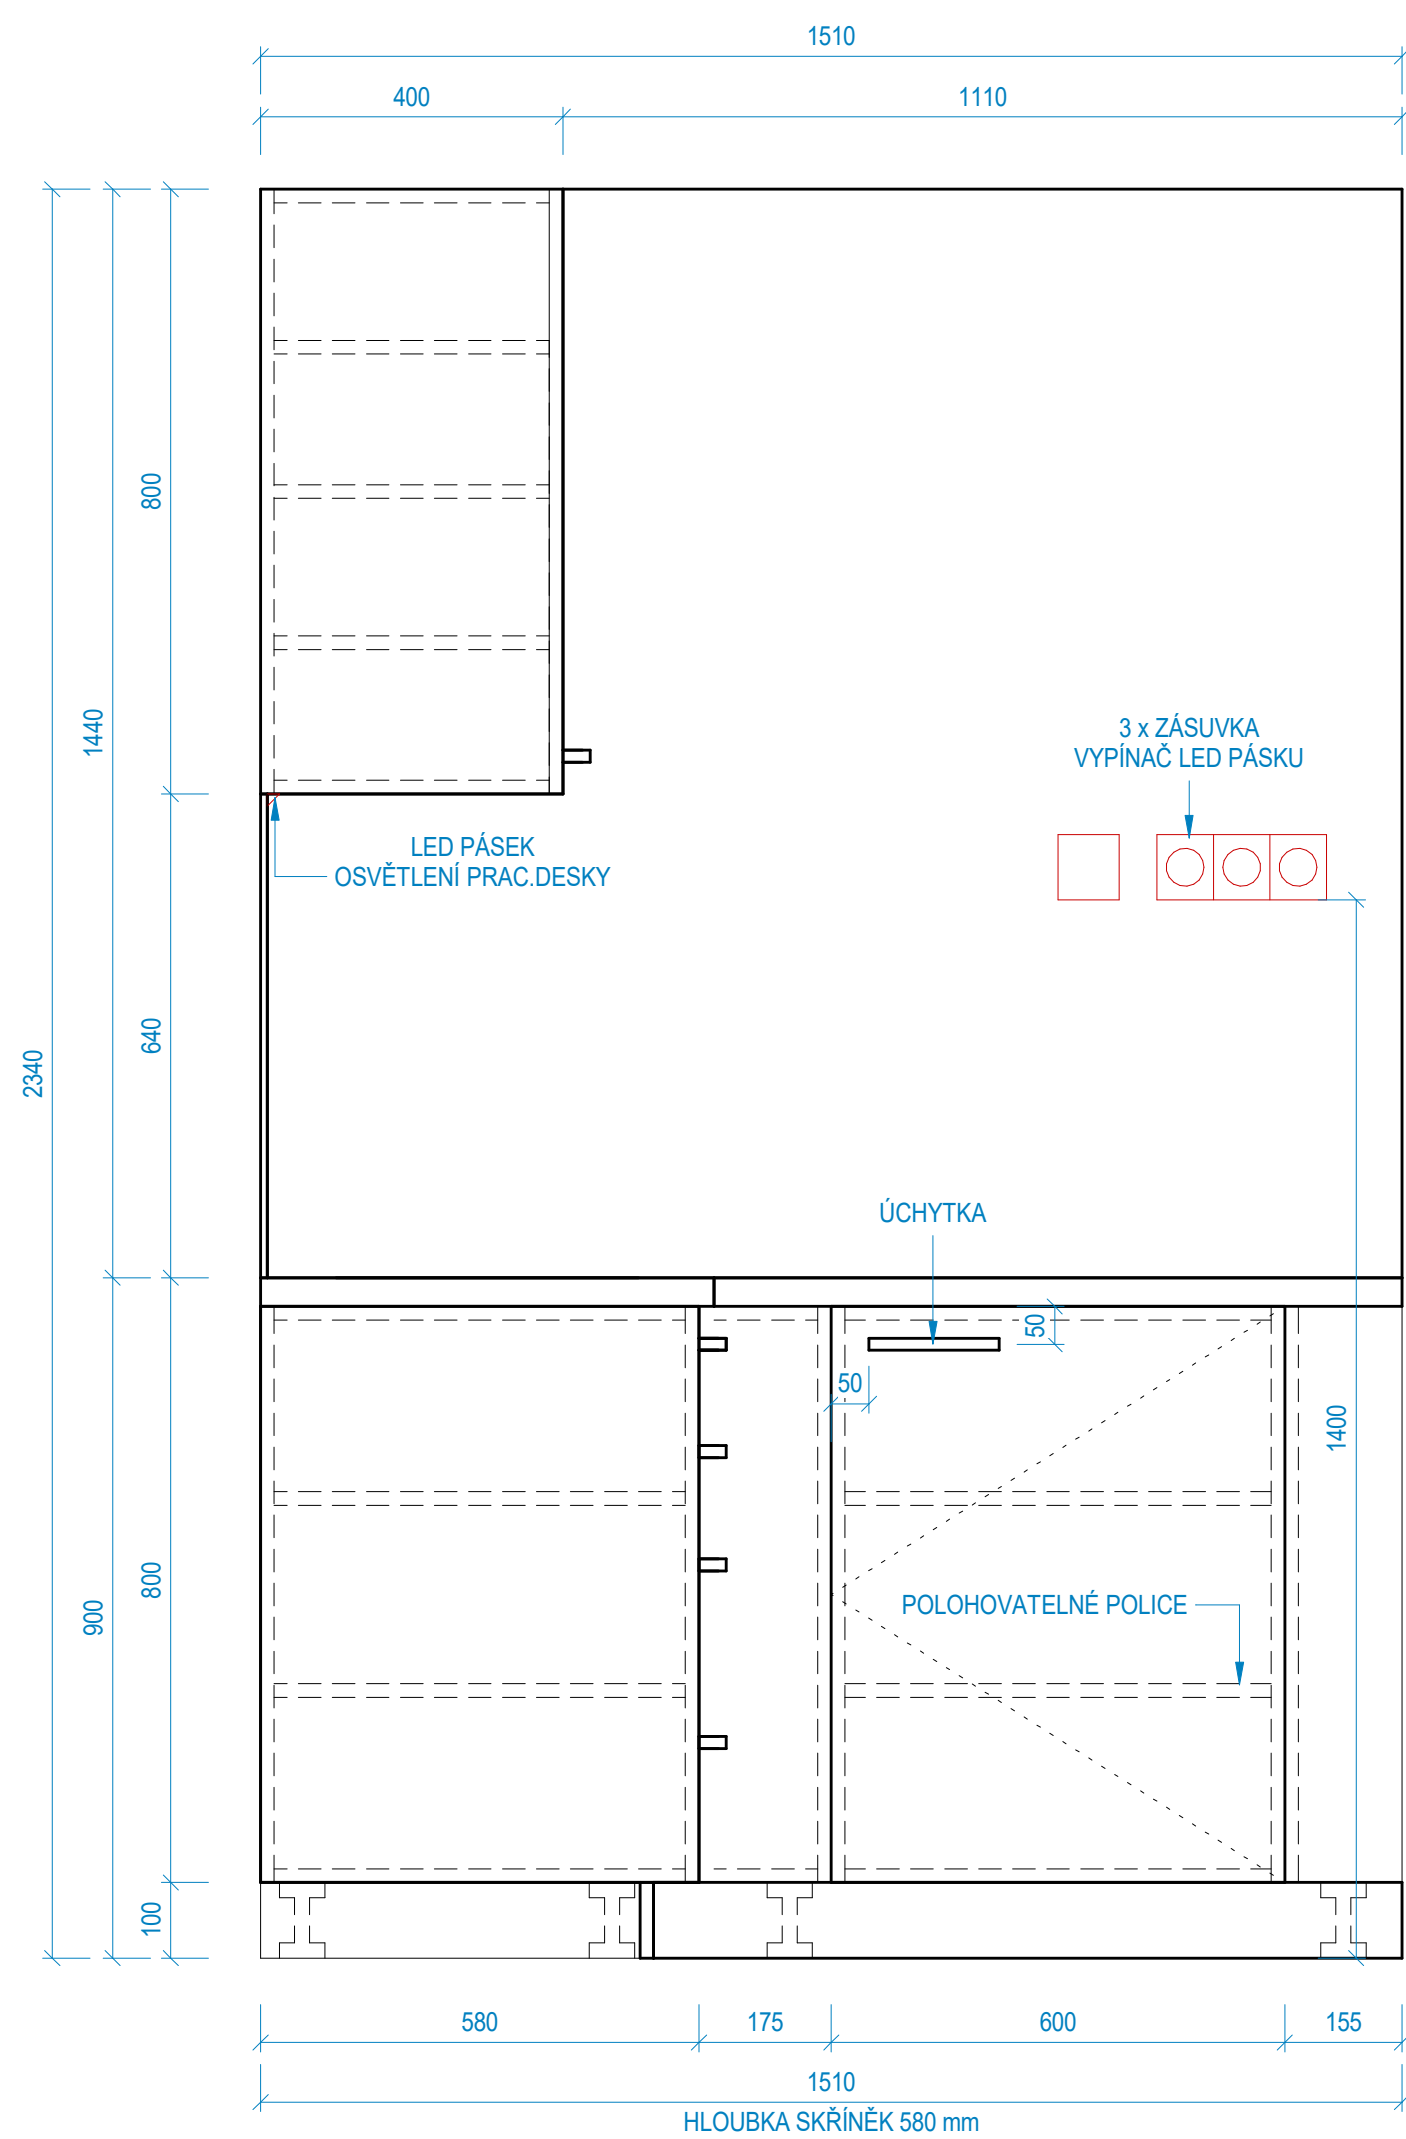 1510
400
1110
800
1440
3 x ZÁSUVKA
VYPÍNAČ LED PÁSKU
LED PÁSEK
OSVĚTLENÍ PRAC.DESKY
640
2340
ÚCHYTKA
50
50
1400
800
900
POLOHOVATELNÉ POLICE
100
580
175
600
155
1510
HLOUBKA SKŘÍNĚK 580 mm